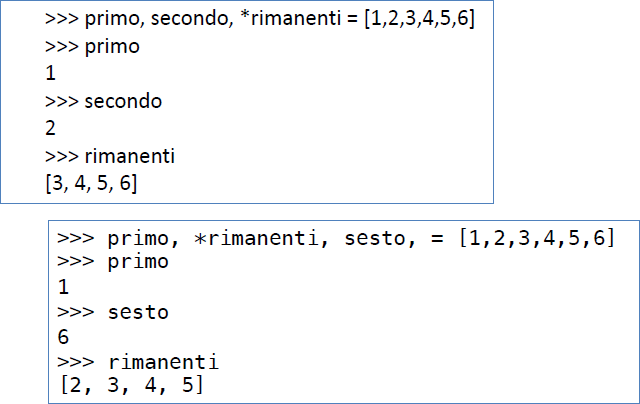 >>> primo, secondo, *rimanenti = [1,2,3,4,5,6]
>>> primo
1
>>> secondo
2
>>> rimanenti
[3, 4, 5, 6]
>>> primo, *rimanenti, sesto, = [1,2,3,4,5,6]
>>> primo
1
>>> sesto
6
>>> rimanenti
[2, 3, 4, 5]